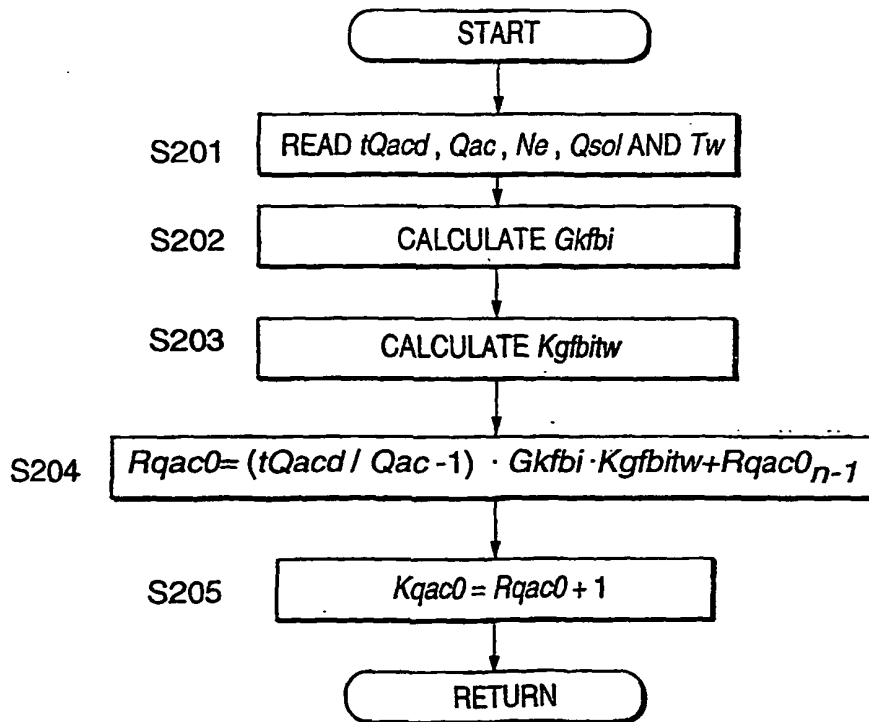 START
S201
READ tQacd, Qac, Ne, Qsol AND Tw
S202
CALCULATE Gkfbi
S203
CALCULATE Kgfbitw
S204
Rqac0= (tQacd / Qac -1) · Gkfbi·Kgfbitw+Rqac0n-1
S205
Kqac0 = Rqac0 + 1
RETURN